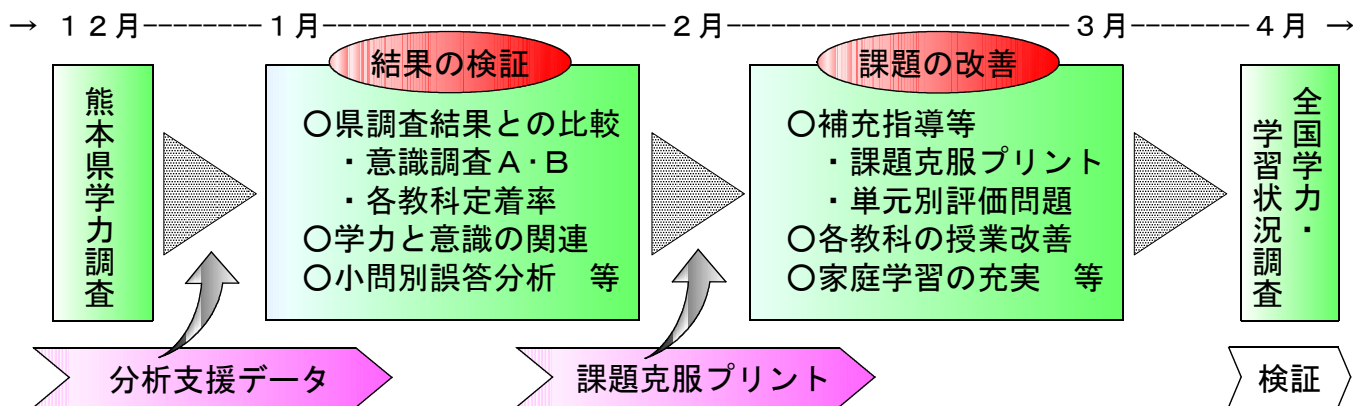 → １２月--------１月-------------------------------２月-------------------------------３月--------４月 →
熊本県学力調査
結果の検証
○県調査結果との比較
・意識調査Ａ・Ｂ
・各教科定着率
○学力と意識の関連
○小問別誤答分析　等
課題の改善
○補充指導等
・課題克服プリント
・単元別評価問題
○各教科の授業改善
○家庭学習の充実　等
全国学力・
学習状況調査
分析支援データ
課題克服プリント
検証